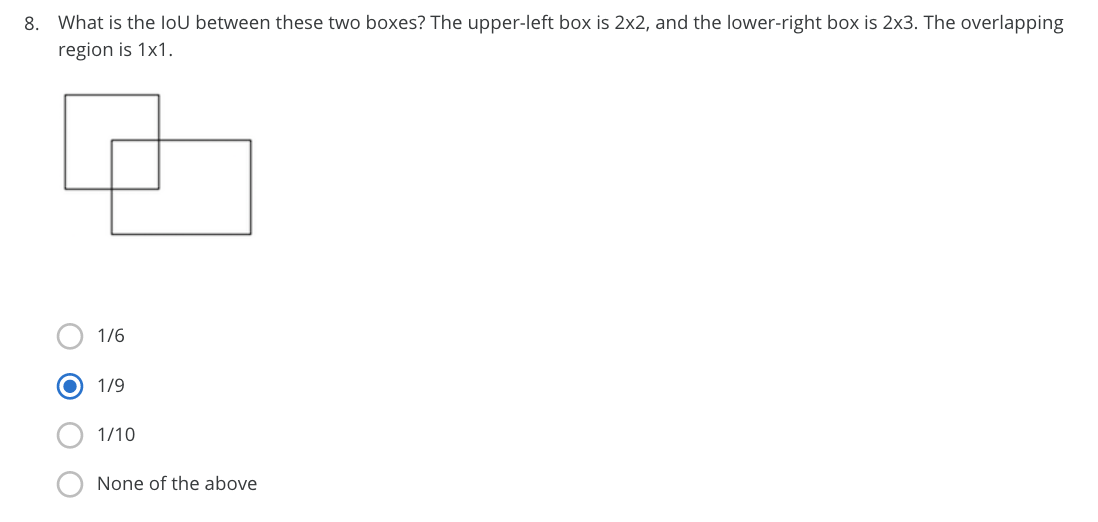 8. What is the IoU between these two boxes? The upper-left box is 2x2, and the lower-right box is 2x3. The overlapping
region is 1x1.
1/6
1/9
1/10
None of the above